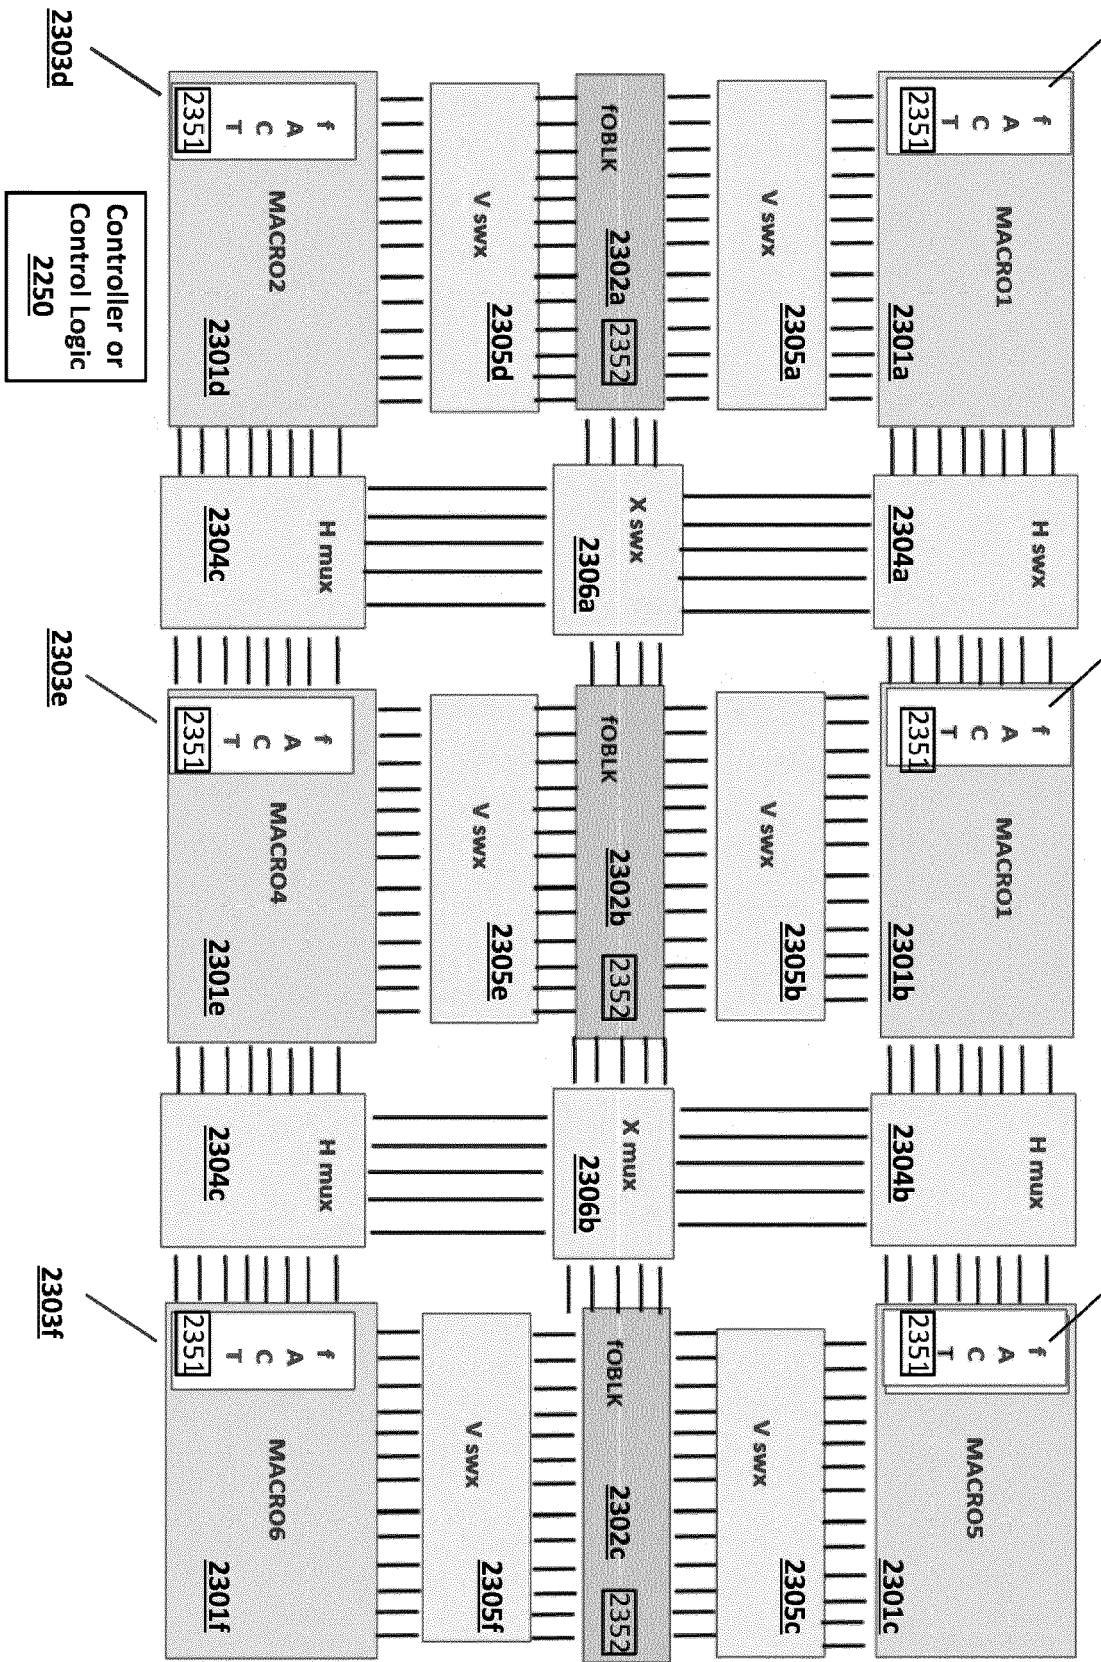 f
A
C
T
2351
MACRO1
2301a
H swx
2304a
f
A
C
T
2351
MACRO1
2301b
H mux
2304b
f
A
C
T
2351
MACRO5
2301c
V swx
2305a
V swx
2305b
V swx
2305c
fOBLK
2302a
2352
X swx
2306a
fOBLK
2302b
2352
X mux
2306b
fOBLK
2302c
2352
V swx
2305d
V swx
2305e
V swx
2305f
f
A
C
T
2351
MACRO2
2301d
H mux
2304c
f
A
C
T
2351
MACRO4
2301e
H mux
2304c
f
A
C
T
2351
MACRO6
2301f
2303d
2303e
2303f
Controller or
Control Logic
2250